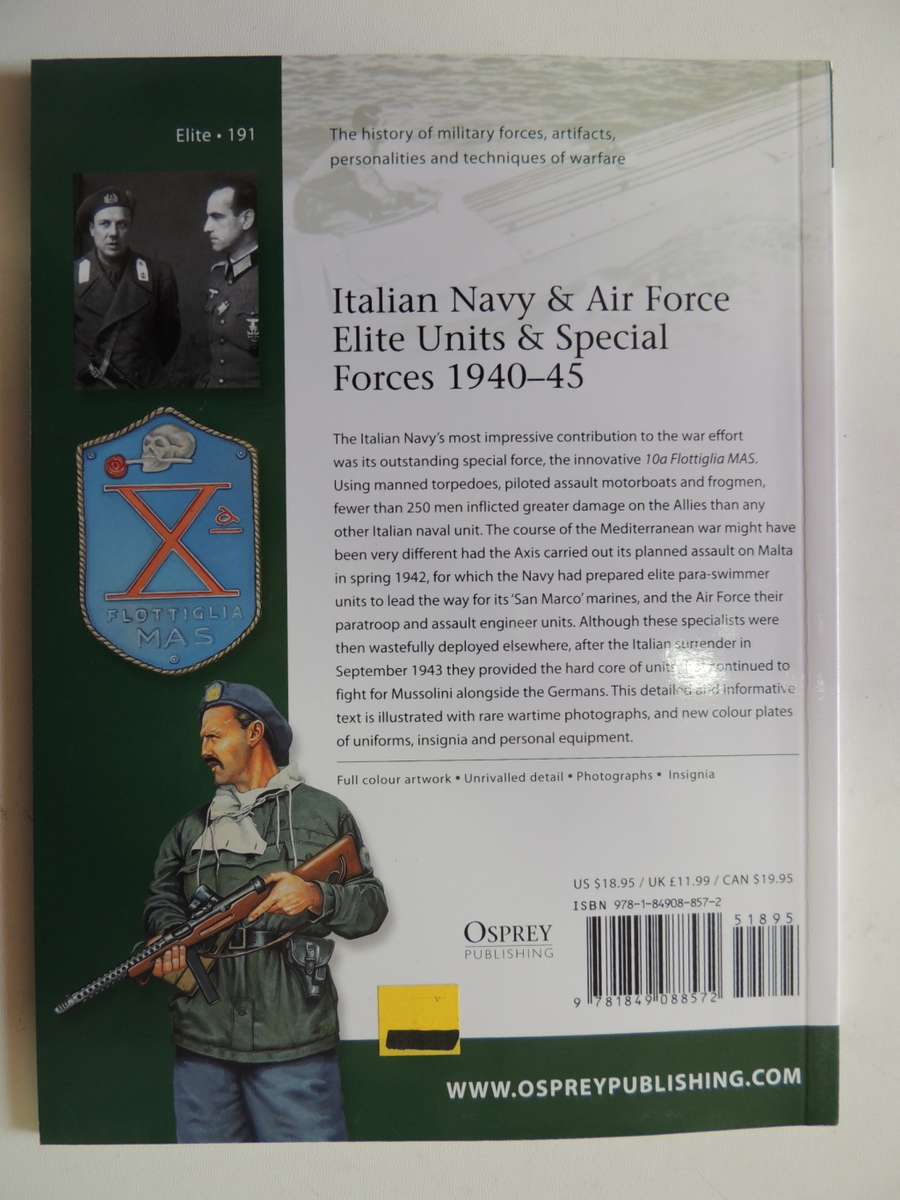 Elite • 191
The history of military forces, artifacts,
personalities and techniques of warfare
Italian Navy & Air Force
Elite Units & Special
Forces 1940–45
The Italian Navy's most impressive contribution to the war effort
was its outstanding special force, the innovative 10a Flottiglia MAS.
Using manned torpedoes, piloted assault motorboats and frogmen,
fewer than 250 men inflicted greater damage on the Allies than any
other Italian naval unit. The course of the Mediterranean war might have
been very different had the Axis carried out its planned assault on Malta
in spring 1942, for which the Navy had prepared elite para-swimmer
units to lead the way for its 'San Marco' marines, and the Air Force their
paratroop and assault engineer units. Although these specialists were
then wastefully deployed elsewhere, after the Italian surrender in
September 1943 they provided the hard core of units continued to
fight for Mussolini alongside the Germans. This detailed and informative
text is illustrated with rare wartime photographs, and new colour plates
of uniforms, insignia and personal equipment.
Full colour artwork • Unrivalled detail • Photographs • Insignia
X a
FLOTTIGLIA
MAS
US $18.95 / UK £11.99 / CAN $19.95
ISBN 978-1-84908-857-2
51895
9 781849 088572
OSPREY
PUBLISHING
WWW.OSPREYPUBLISHING.COM